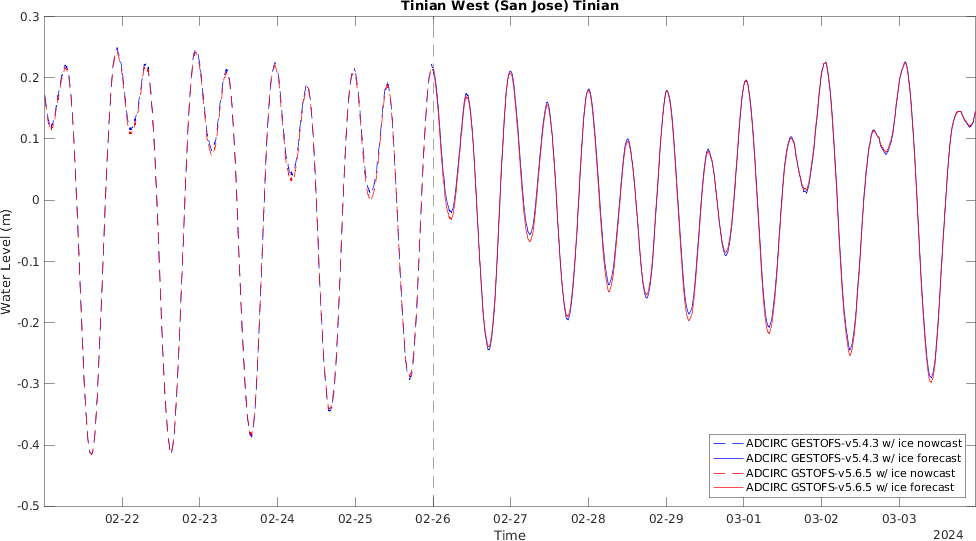 Tinian West (San Jose) Tinian
0.3
0.2
0.1
0
-0.1
-0.2
-0.3
-0.4
-0.5
Water Level (m)
ADCIRC GESTOFS-v5.4.3 w/ ice nowcast
ADCIRC GESTOFS-v5.4.3 w/ ice forecast
ADCIRC GSTOFS-v5.6.5 w/ ice nowcast
ADCIRC GSTOFS-v5.6.5 w/ ice forecast
02-22 02-23 02-24 02-25 02-26 02-27 02-28 02-29 03-01 03-02 03-03
Time
2024